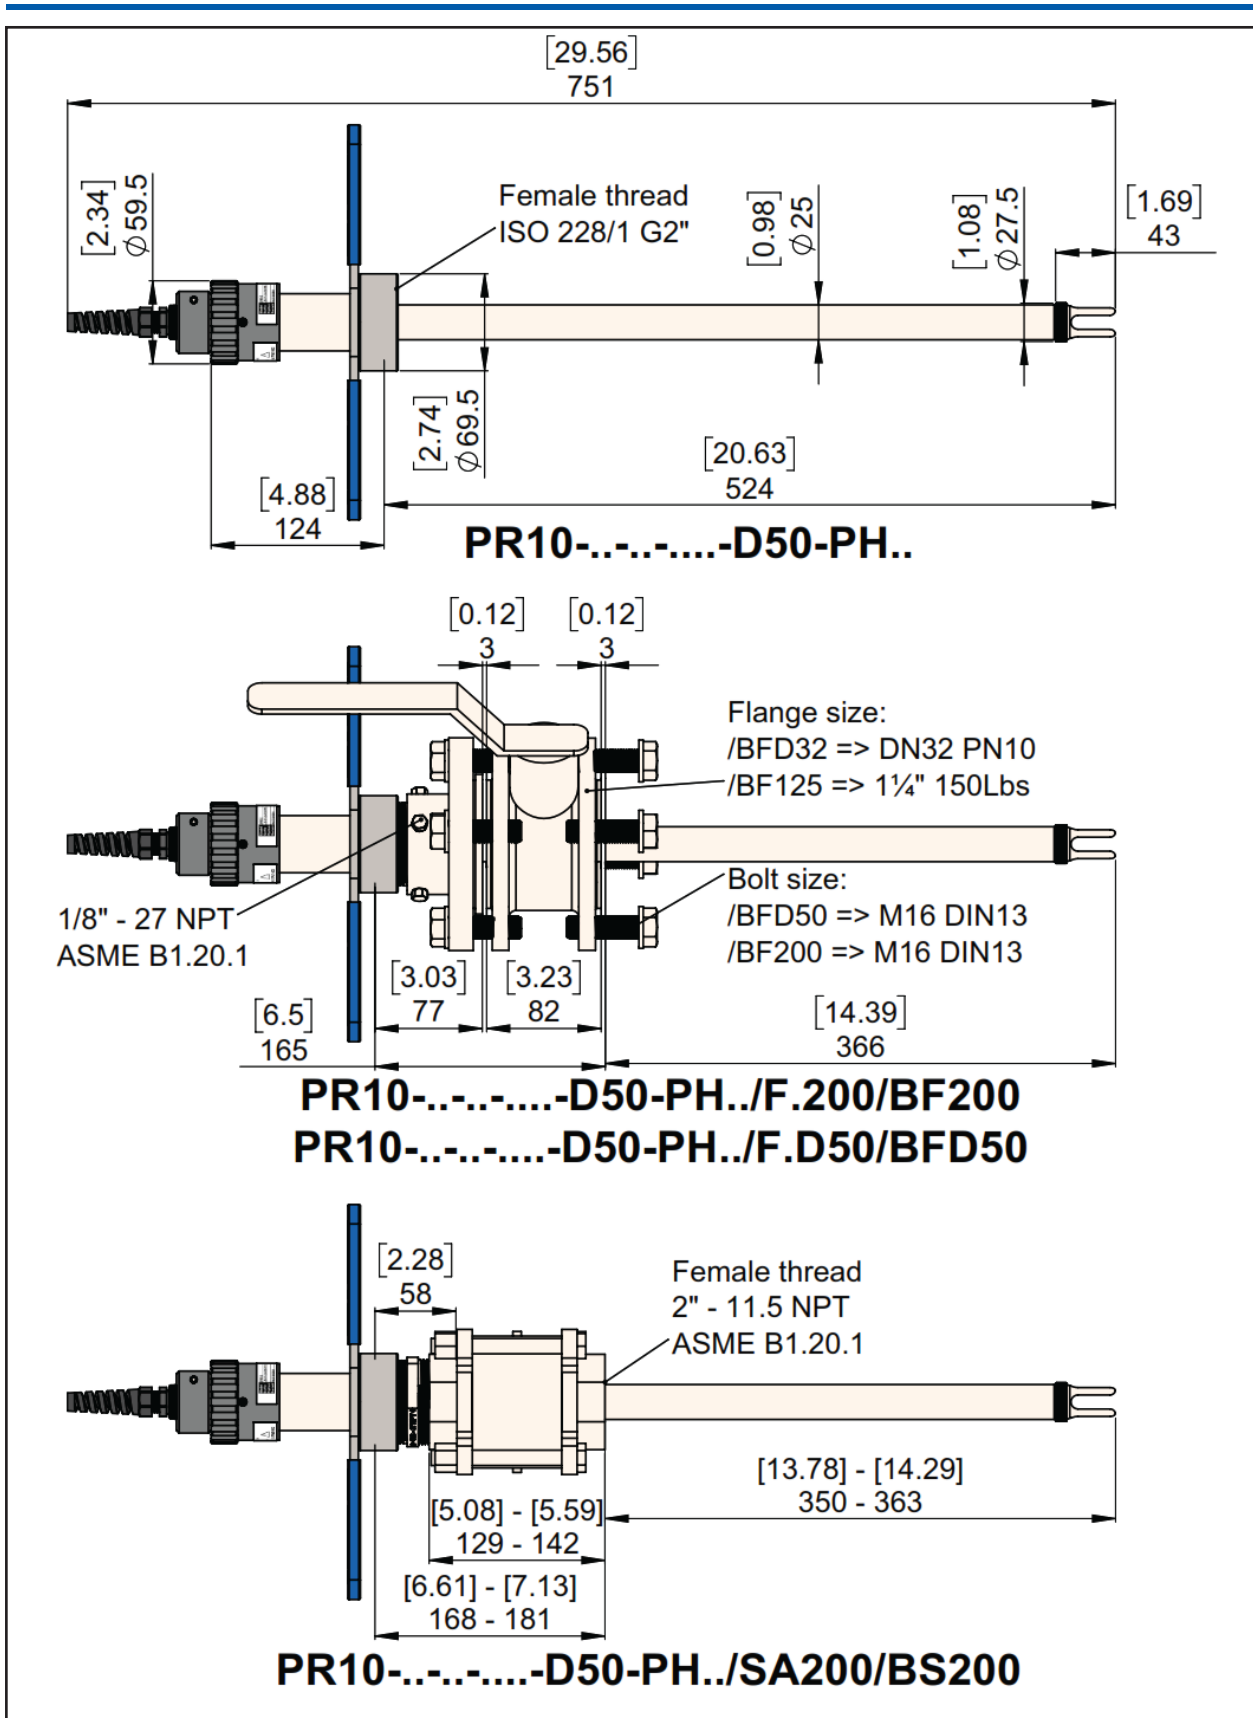 [29.56]
751
[2.34]
Ø59.5
Female thread
ISO 228/1 G2"
[0.98]
Ø25
[1.08]
Ø27.5
[1.69]
43
[2.74]
Ø69.5
[4.88]
124
[20.63]
524
PR10-..-..-....-D50-PH..
[0.12]
3
[0.12]
3
Flange size:
/BFD32 => DN32 PN10
/BF125 => 1¼" 150Lbs
1/8" - 27 NPT
ASME B1.20.1
Bolt size:
/BFD50 => M16 DIN13
/BF200 => M16 DIN13
[3.03]
77
[3.23]
82
[6.5]
165
[14.39]
366
PR10-..-..-....-D50-PH../F.200/BF200
PR10-..-..-....-D50-PH../F.D50/BFD50
[2.28]
58
Female thread
2" - 11.5 NPT
ASME B1.20.1
[13.78] - [14.29]
350 - 363
[5.08] - [5.59]
129 - 142
[6.61] - [7.13]
168 - 181
PR10-..-..-....-D50-PH../SA200/BS200